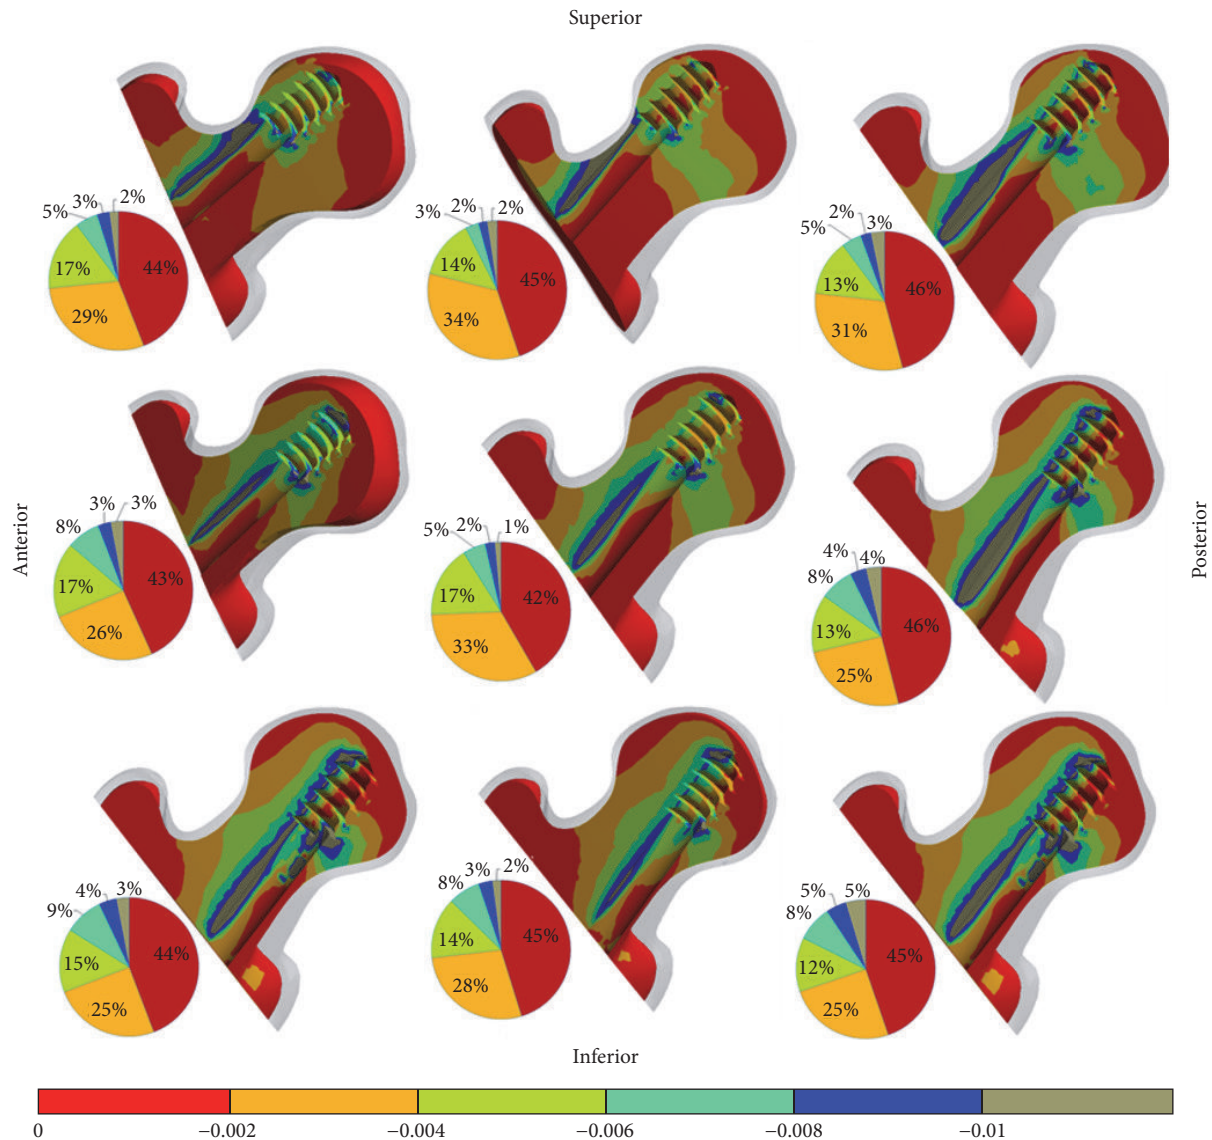 Superior
5% 3% 2%
17% 44%
29%
3% 2% 2%
14% 45%
34%
5% 2% 3%
13% 46%
31%
Anterior
8% 3% 3%
17% 43%
26%
5% 2% 1%
17% 42%
33%
8% 4% 4%
13% 46%
25%
Posterior
9% 4% 3%
15% 44%
25%
8% 3% 2%
14% 45%
28%
8% 5% 5%
12% 45%
25%
Inferior
0 −0.002 −0.004 −0.006 −0.008 −0.01